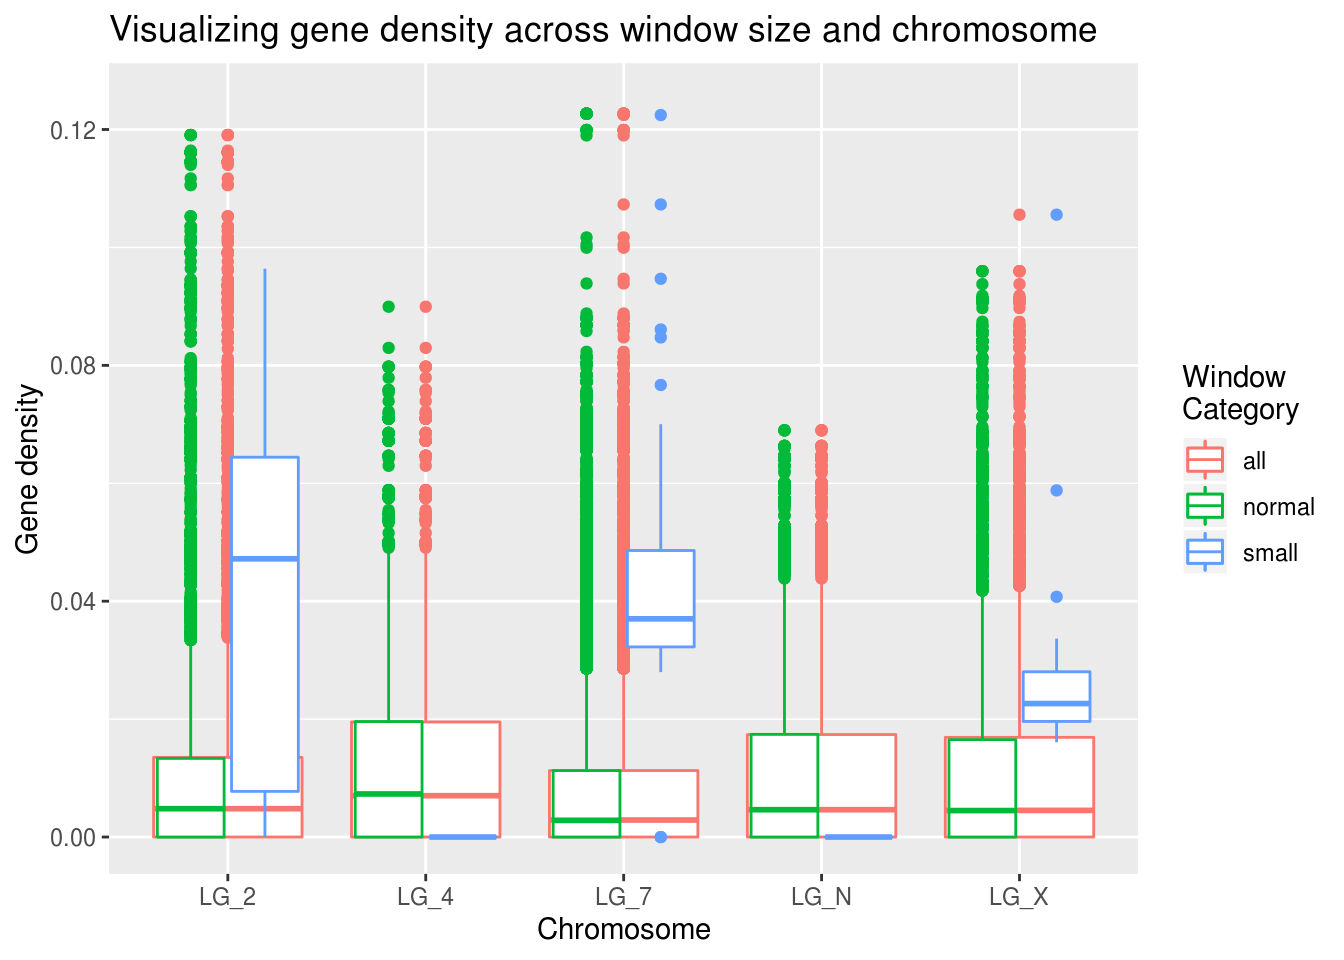 Visualizing gene density across window size and chromosome
0.12
0.08
0.04
0.00
Gene density
LG_2
LG_4
LG_7
LG_N
LG_X
Chromosome
Window
Category
all
normal
small